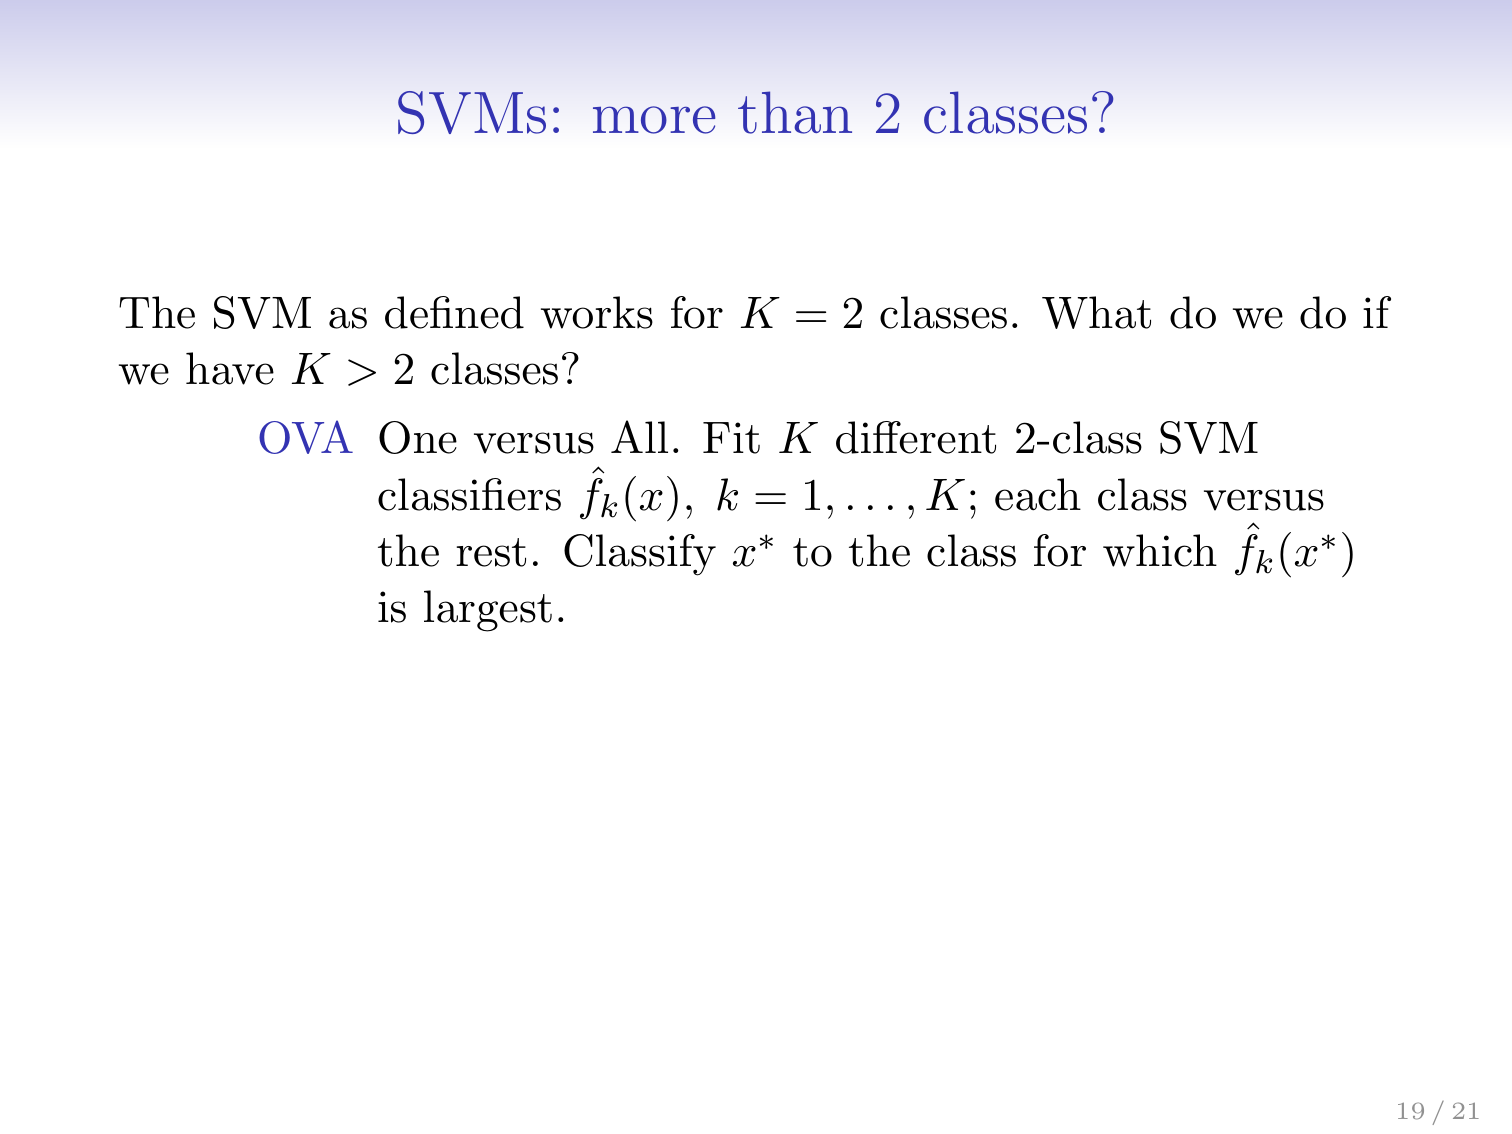 SVMs: more than 2 classes?
The SVM as defined works for K = 2 classes. What do we do if
we have K > 2 classes?
OVA One versus All. Fit K different 2-class SVM
classifiers f̂ₖ(x), k = 1, . . . , K; each class versus
the rest. Classify x* to the class for which f̂ₖ(x*)
is largest.
19 / 21